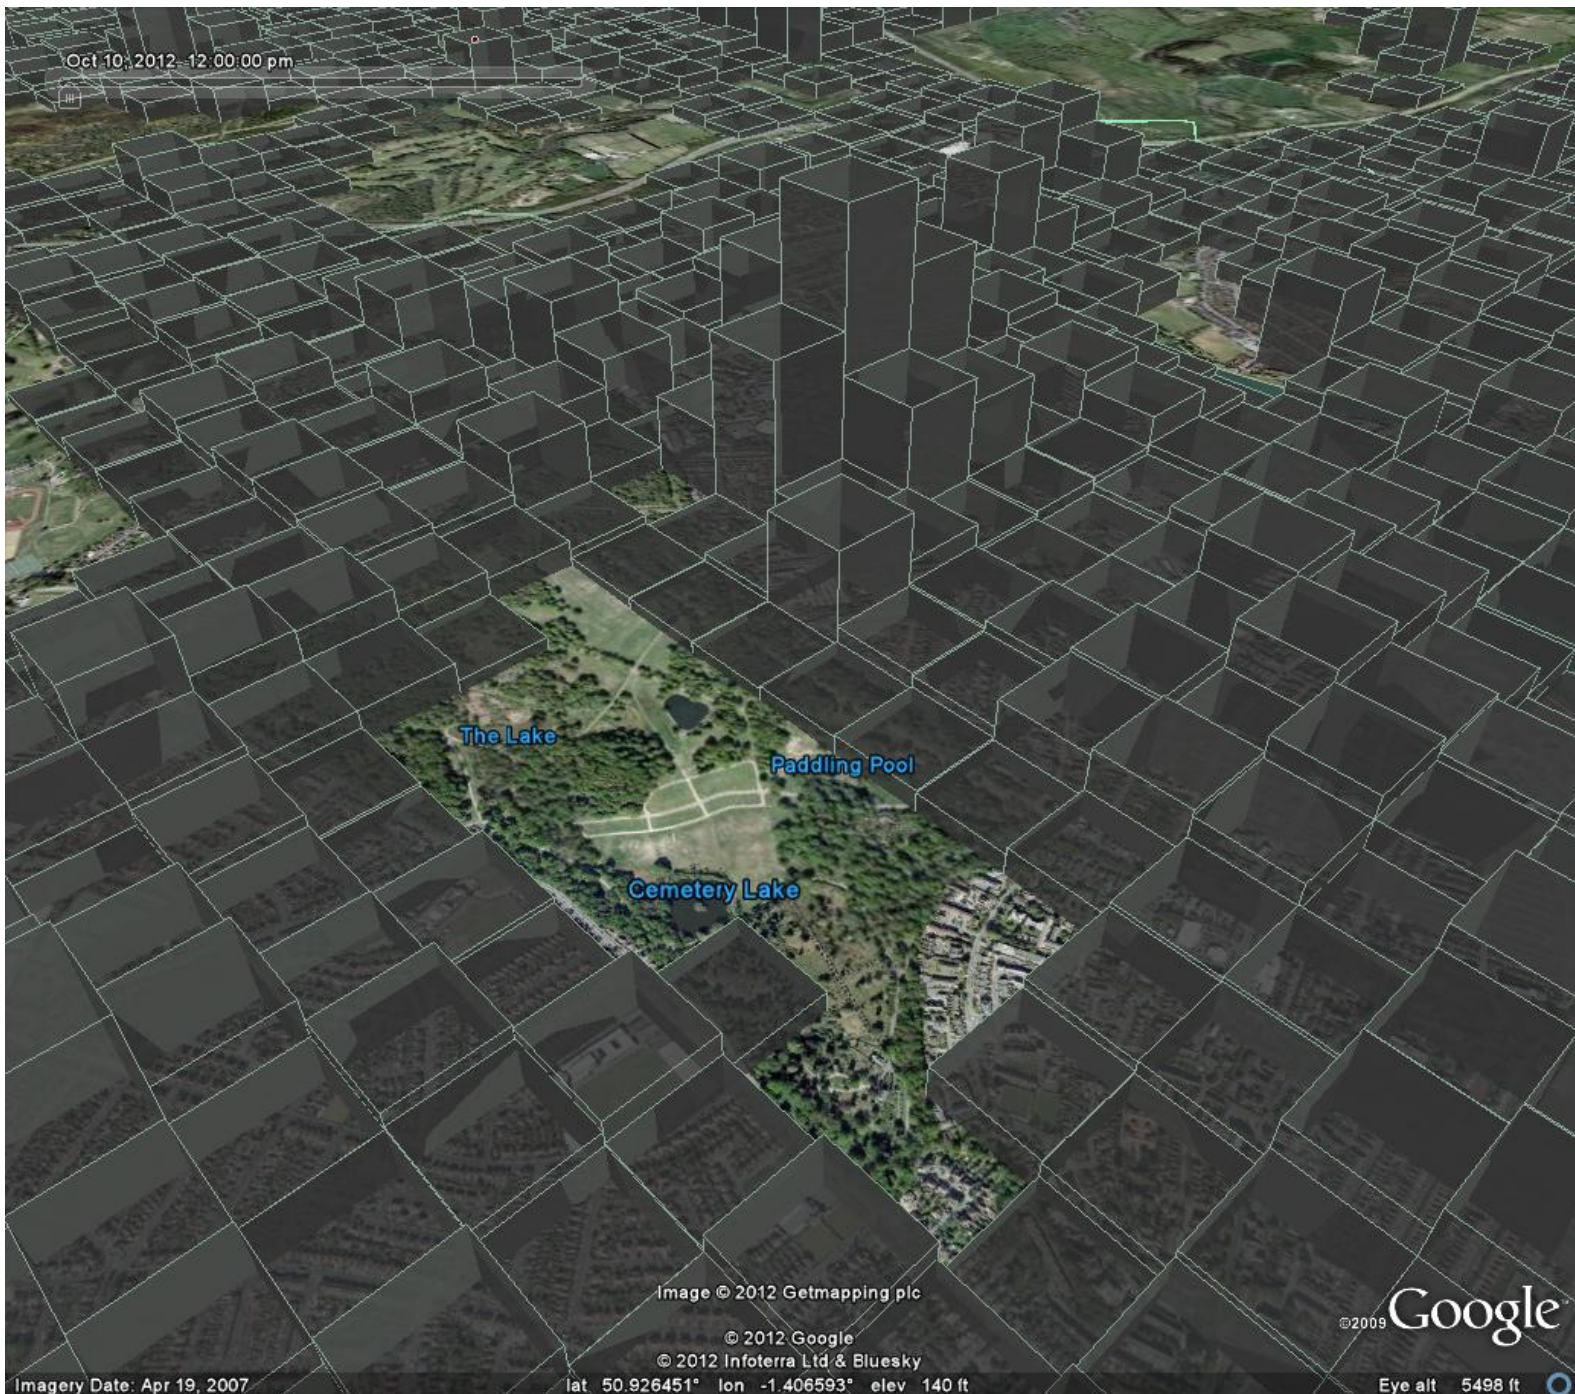 Oct 10, 2012 12:00:00 pm
The Lake
Paddling Pool
Cemetery Lake
Image © 2012 Getmapping plc
© 2012 Google
© 2012 Infoterra Ltd & Bluesky
©2009 Google
Imagery Date: Apr 19, 2007 lat 50.926451° lon -1.406593° elev 140 ft Eye alt 5498 ft